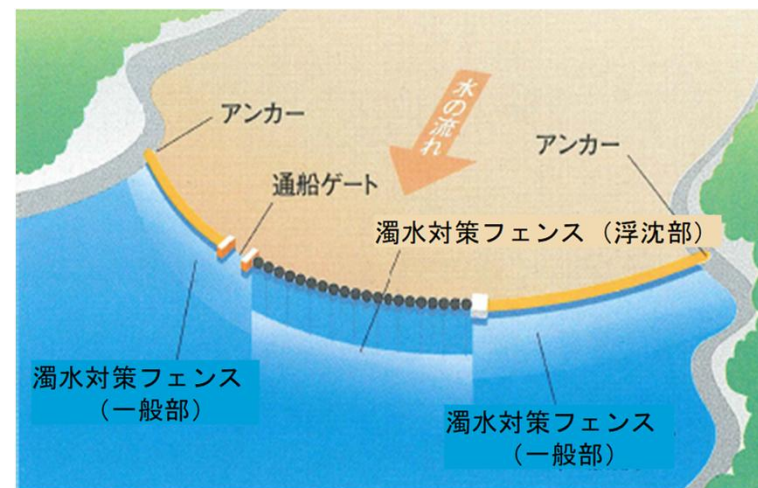 アンカー
水の流れ
アンカー
通船ゲート
濁水対策フェンス（浮沈部）
濁水対策フェンス
（一般部）
濁水対策フェンス
（一般部）